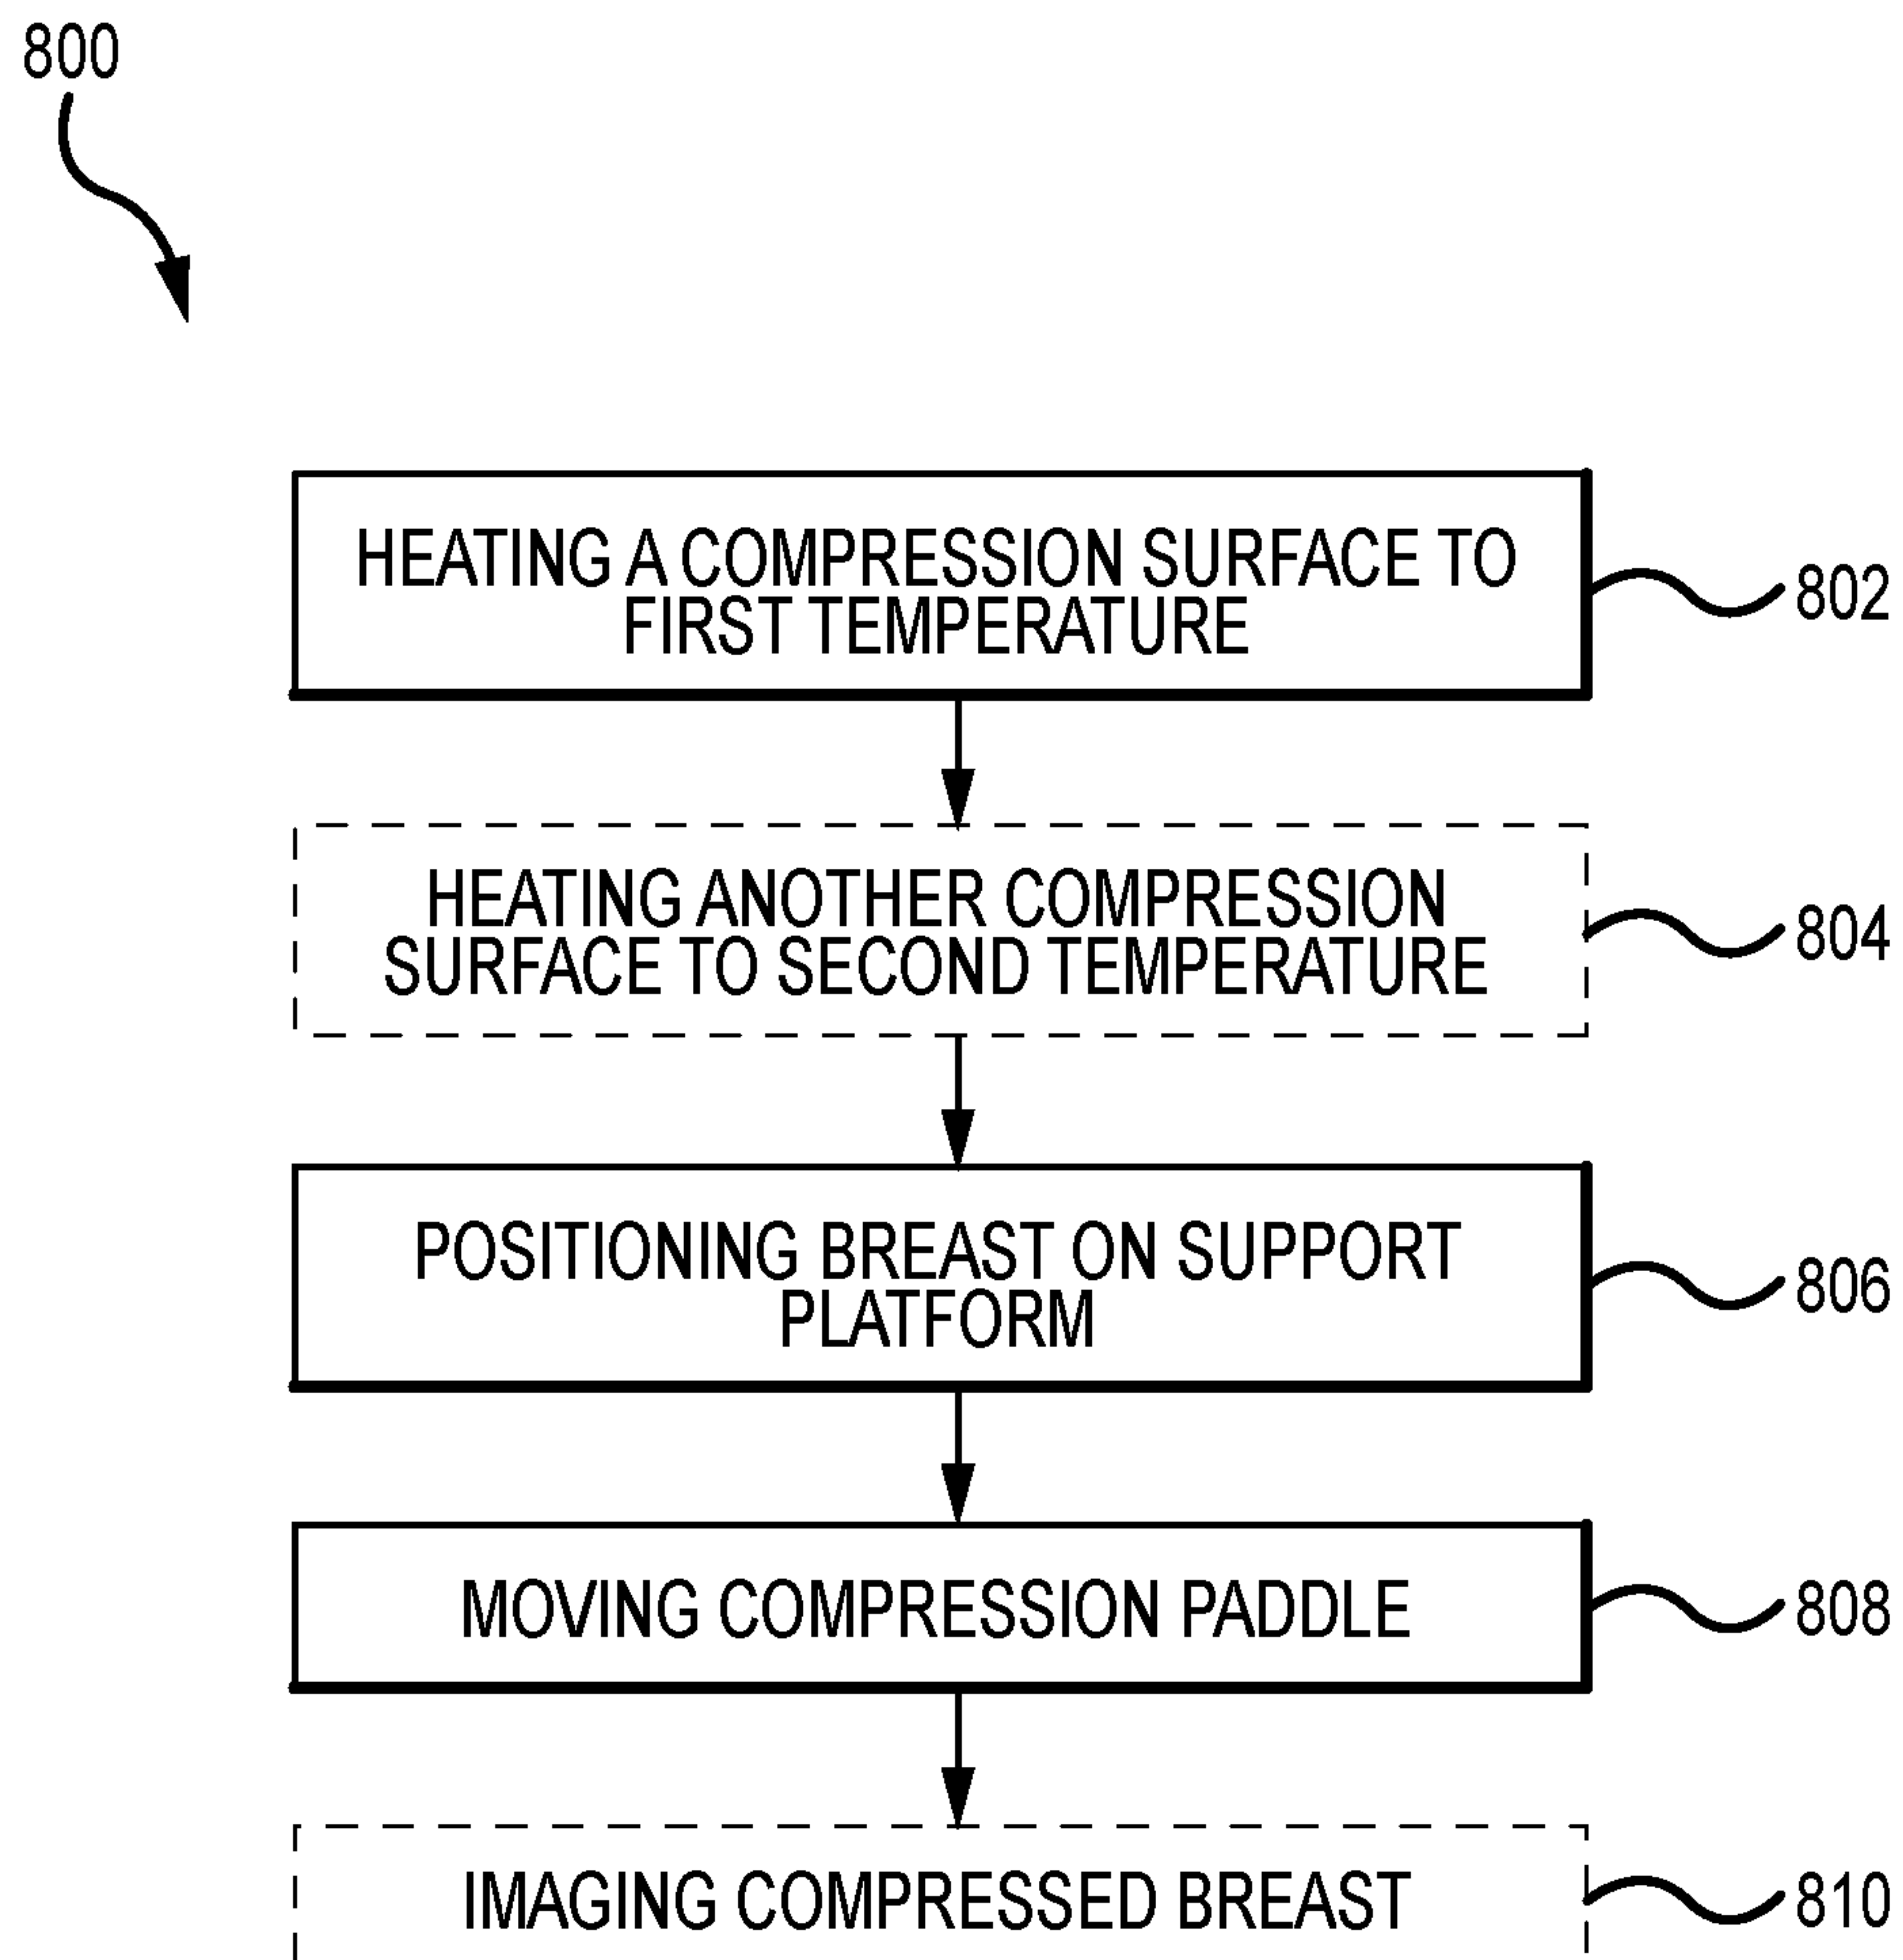 800
HEATING A COMPRESSION SURFACE TO
FIRST TEMPERATURE
802
HEATING ANOTHER COMPRESSION
SURFACE TO SECOND TEMPERATURE
804
POSITIONING BREAST ON SUPPORT
PLATFORM
806
MOVING COMPRESSION PADDLE
808
IMAGING COMPRESSED BREAST
810